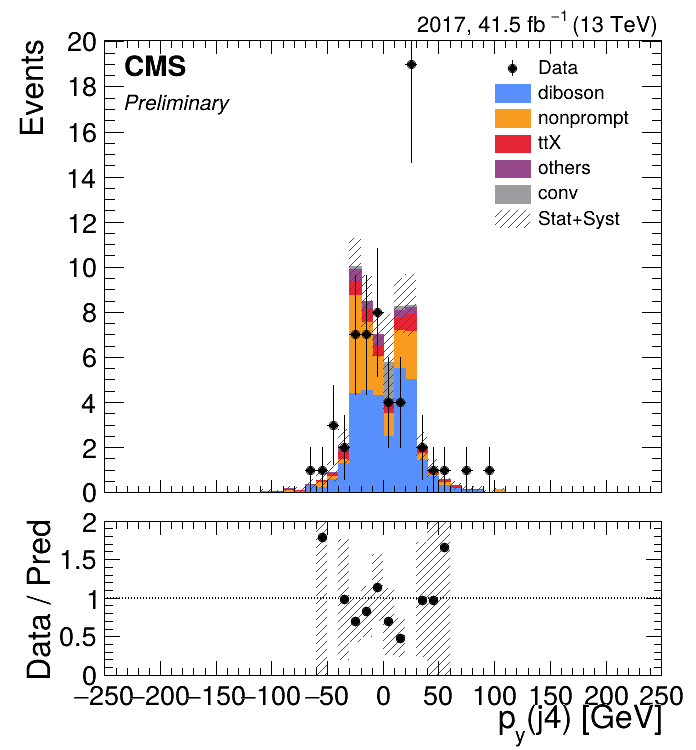 2017, 41.5 fb⁻¹ (13 TeV)
Events
20
18
16
14
12
10
8
6
4
2
0
CMS
Preliminary
Data
diboson
nonprompt
ttX
others
conv
Stat+Syst
Data / Pred
2
1.5
1
0.5
0
−250 −200 −150 −100 −50 0 50 100 150 200 250
p_y(j4) [GeV]